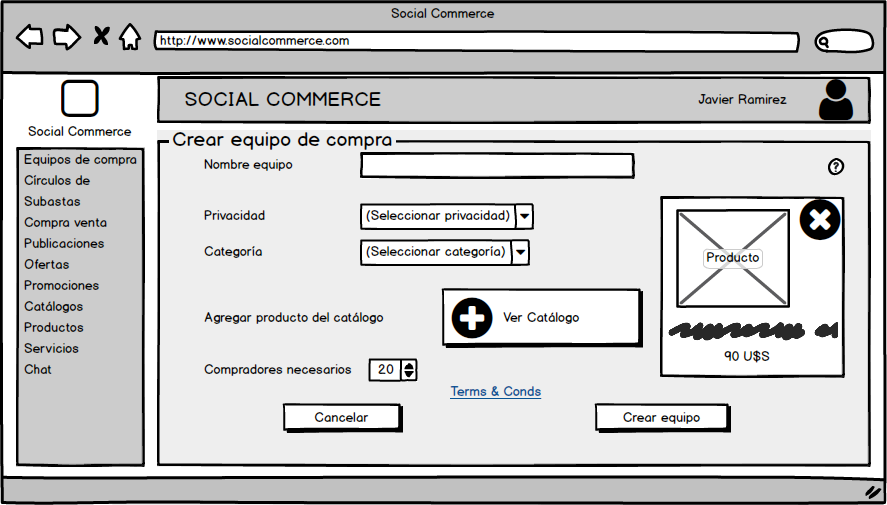 Social Commerce
http://www.socialcommerce.com
Social Commerce
SOCIAL COMMERCE
Javier Ramirez
Equipos de compra
Círculos de
Subastas
Compra venta
Publicaciones
Ofertas
Promociones
Catálogos
Productos
Servicios
Chat
Crear equipo de compra
Nombre equipo
?
Privacidad
(Seleccionar privacidad)
Categoría
(Seleccionar categoría)
Producto
Agregar producto del catálogo
Ver Catálogo
90 U$S
Compradores necesarios
20
Terms & Conds
Cancelar
Crear equipo